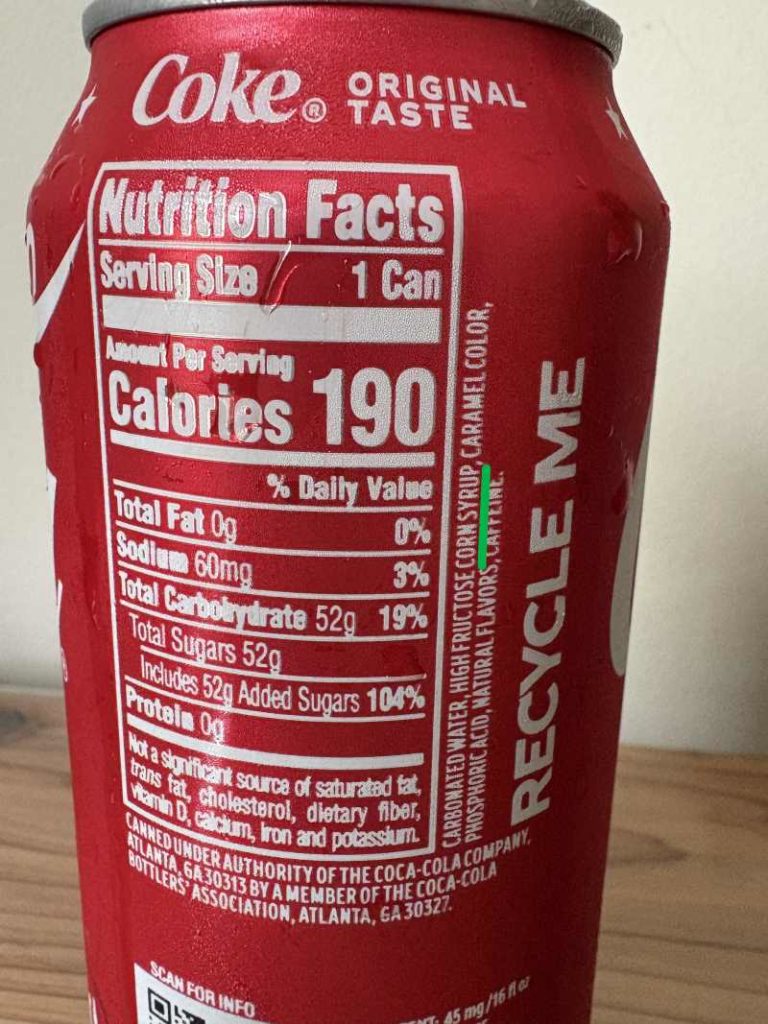 Coke® ORIGINAL
TASTE
Nutrition Facts
Serving Size 1 Can
Amount Per Serving
Calories 190
% Daily Value
Total Fat 0g 0%
Sodium 60mg 3%
Total Carbohydrate 52g 19%
Total Sugars 52g
Includes 52g Added Sugars 104%
Protein 0g
Not a significant source of saturated fat,
trans fat, cholesterol, dietary fiber,
vitamin D, calcium, iron and potassium.
CARBONATED WATER, HIGH FRUCTOSE CORN SYRUP, CARAMEL COLOR,
PHOSPHORIC ACID, NATURAL FLAVORS, CAFFEINE.
RECYCLE ME
CANNED UNDER AUTHORITY OF THE COCA-COLA COMPANY,
ATLANTA, GA 30313 BY A MEMBER OF THE COCA-COLA
BOTTLERS' ASSOCIATION, ATLANTA, GA 30327.
SCAN FOR INFO
45 mg/16 fl oz